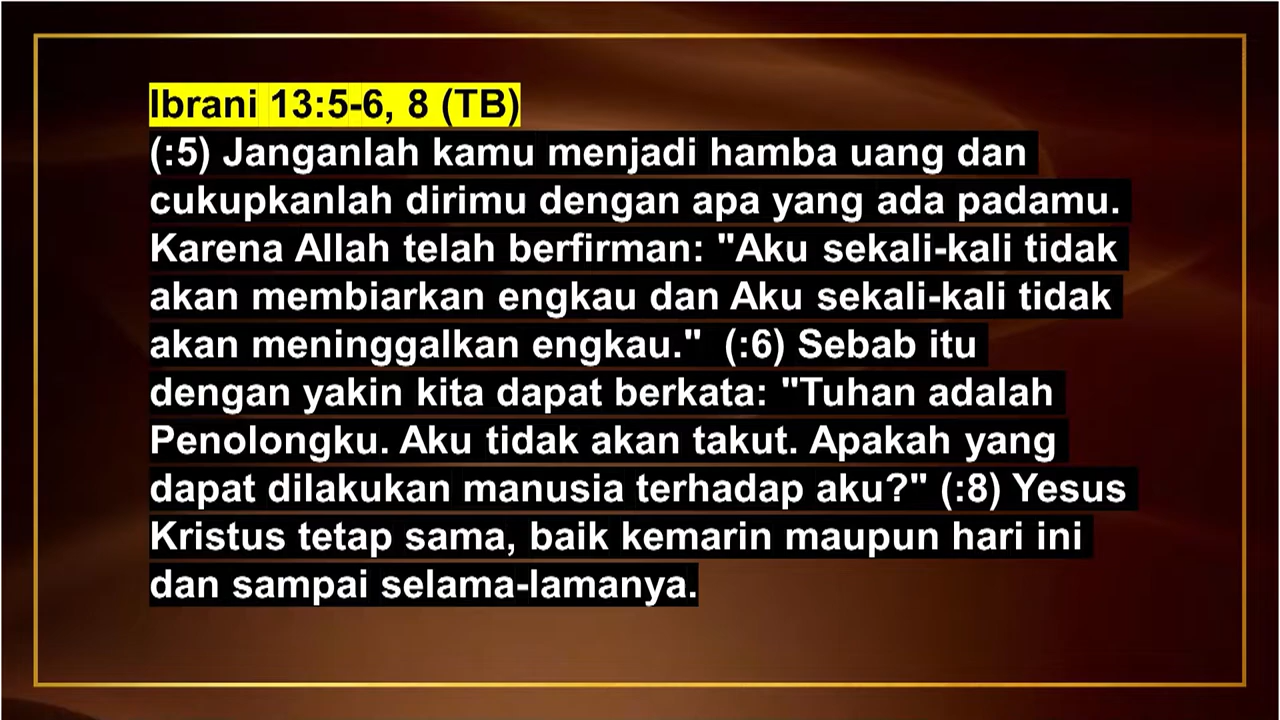 Ibrani 13:5-6, 8 (TB)
(:5) Janganlah kamu menjadi hamba uang dan
cukupkanlah dirimu dengan apa yang ada padamu.
Karena Allah telah berfirman: "Aku sekali-kali tidak
akan membiarkan engkau dan Aku sekali-kali tidak
akan meninggalkan engkau."  (:6) Sebab itu
dengan yakin kita dapat berkata: "Tuhan adalah
Penolongku. Aku tidak akan takut. Apakah yang
dapat dilakukan manusia terhadap aku?" (:8) Yesus
Kristus tetap sama, baik kemarin maupun hari ini
dan sampai selama-lamanya.